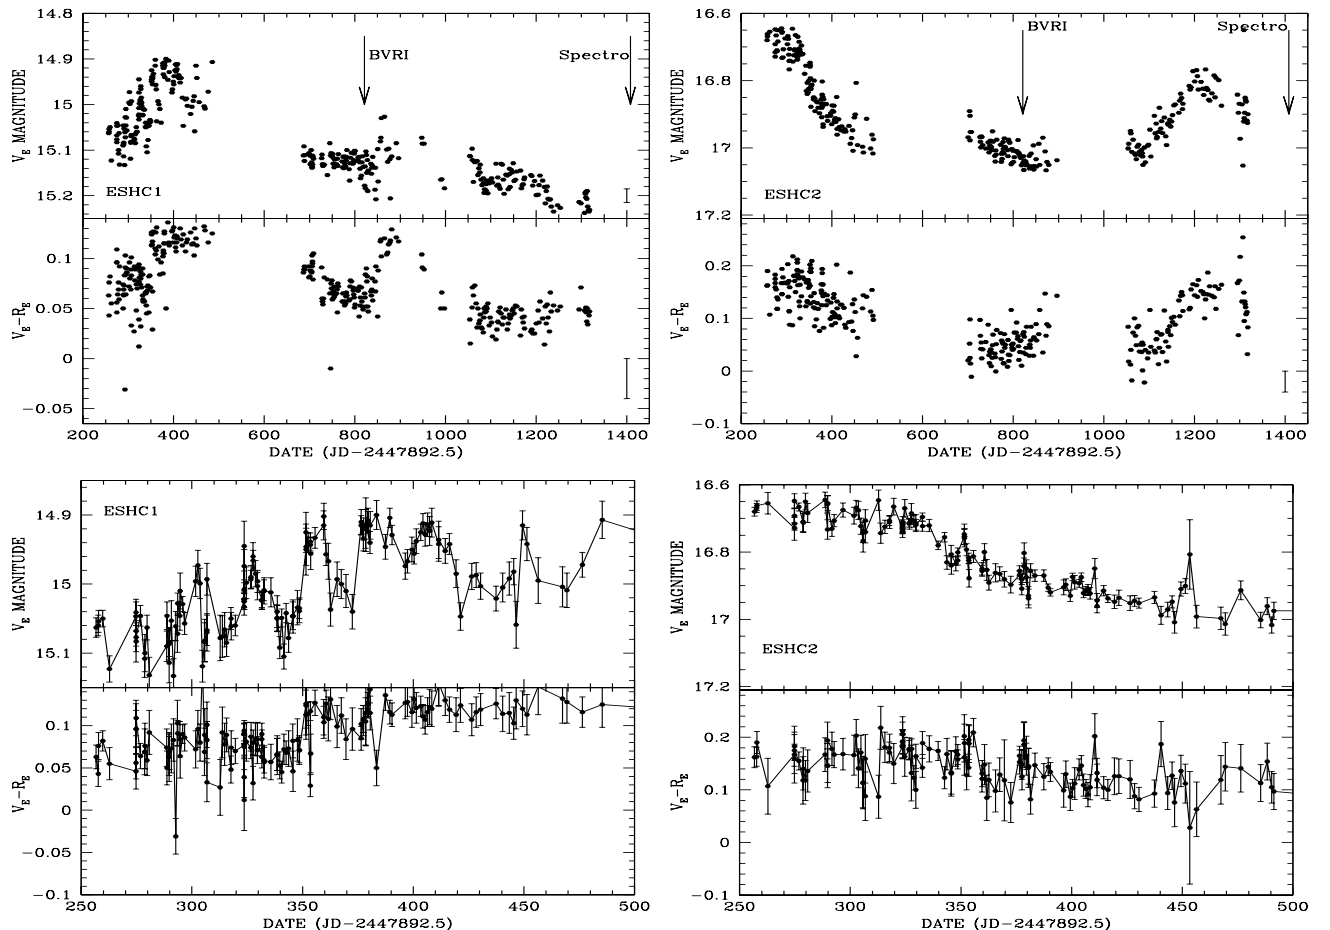 14.8
14.9
15
15.1
15.2
V_E MAGNITUDE
ESHC1
BVRI
Spectro
0.1
0.05
0
−0.05
V_E−R_E
200 400 600 800 1000 1200 1400
DATE (JD−2447892.5)
16.6
16.8
17
17.2
V_E MAGNITUDE
ESHC2
BVRI
Spectro
0.2
0.1
0
−0.1
V_E−R_E
200 400 600 800 1000 1200 1400
DATE (JD−2447892.5)
14.9
15
15.1
V_E MAGNITUDE
ESHC1
0.1
0.05
0
−0.05
−0.1
V_E−R_E
250 300 350 400 450 500
DATE (JD−2447892.5)
16.6
16.8
17
17.2
V_E MAGNITUDE
ESHC2
0.2
0.1
0
−0.1
V_E−R_E
250 300 350 400 450 500
DATE (JD−2447892.5)